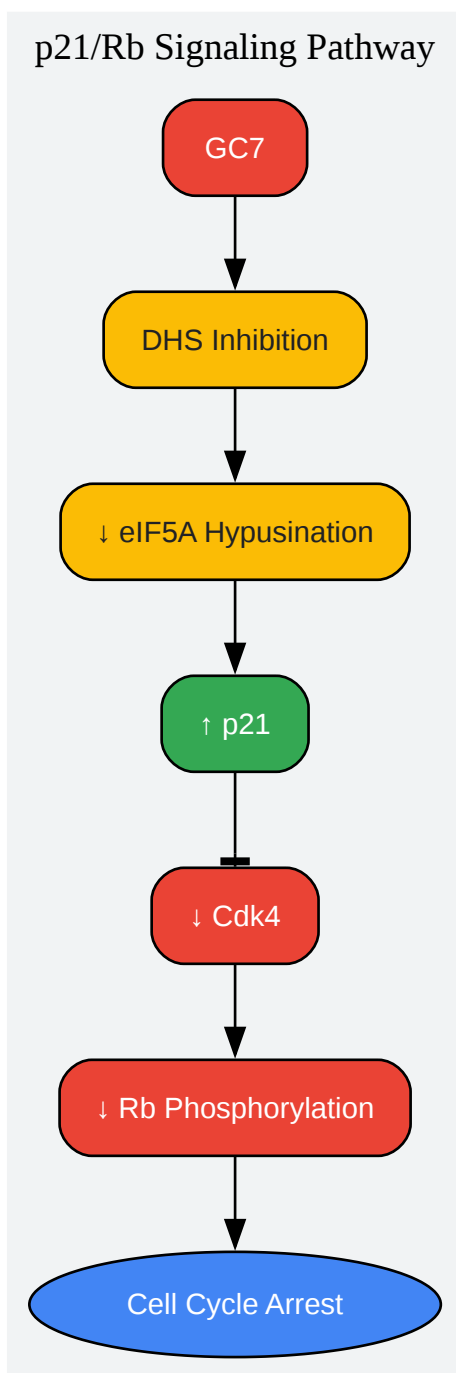 p21/Rb Signaling Pathway
GC7
DHS Inhibition
↓ eIF5A Hypusination
↑ p21
↓ Cdk4
↓ Rb Phosphorylation
Cell Cycle Arrest